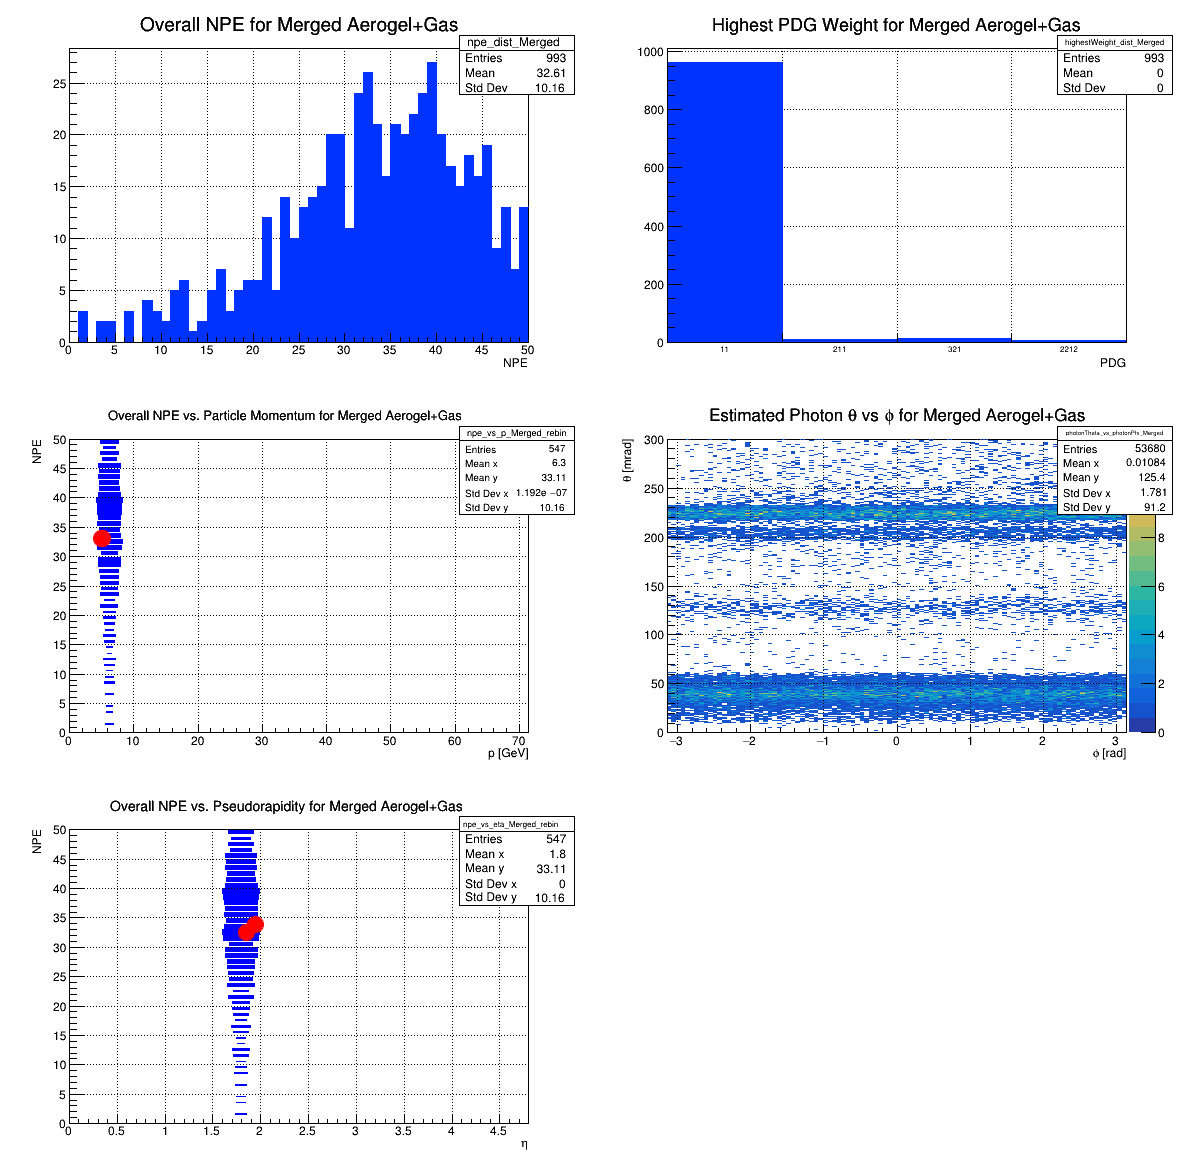 Overall NPE for Merged Aerogel+Gas
npe_dist_Merged
Entries 993
Mean 32.61
Std Dev 10.16
25
20
15
10
5
0
0 5 10 15 20 25 30 35 40 45 50
NPE
Highest PDG Weight for Merged Aerogel+Gas
highestWeight_dist_Merged
Entries 993
Mean 0
Std Dev 0
1000
800
600
400
200
0
11 211 321 2212
PDG
Overall NPE vs. Particle Momentum for Merged Aerogel+Gas
npe_vs_p_Merged_rebin
Entries 547
Mean x 6.3
Mean y 33.11
Std Dev x 1.192e −07
Std Dev y 10.16
NPE
50
45
40
35
30
25
20
15
10
5
0
0 10 20 30 40 50 60 70
p [GeV]
Estimated Photon θ vs ϕ for Merged Aerogel+Gas
photonTheta_vs_photonPhi_Merged
Entries 53680
Mean x 0.01084
Mean y 125.4
Std Dev x 1.781
Std Dev y 91.2
θ [mrad]
300
250
200
150
100
50
0
−3 −2 −1 0 1 2 3
ϕ [rad]
8
6
4
2
0
Overall NPE vs. Pseudorapidity for Merged Aerogel+Gas
npe_vs_eta_Merged_rebin
Entries 547
Mean x 1.8
Mean y 33.11
Std Dev x 0
Std Dev y 10.16
NPE
50
45
40
35
30
25
20
15
10
5
0
0 0.5 1 1.5 2 2.5 3 3.5 4 4.5
η